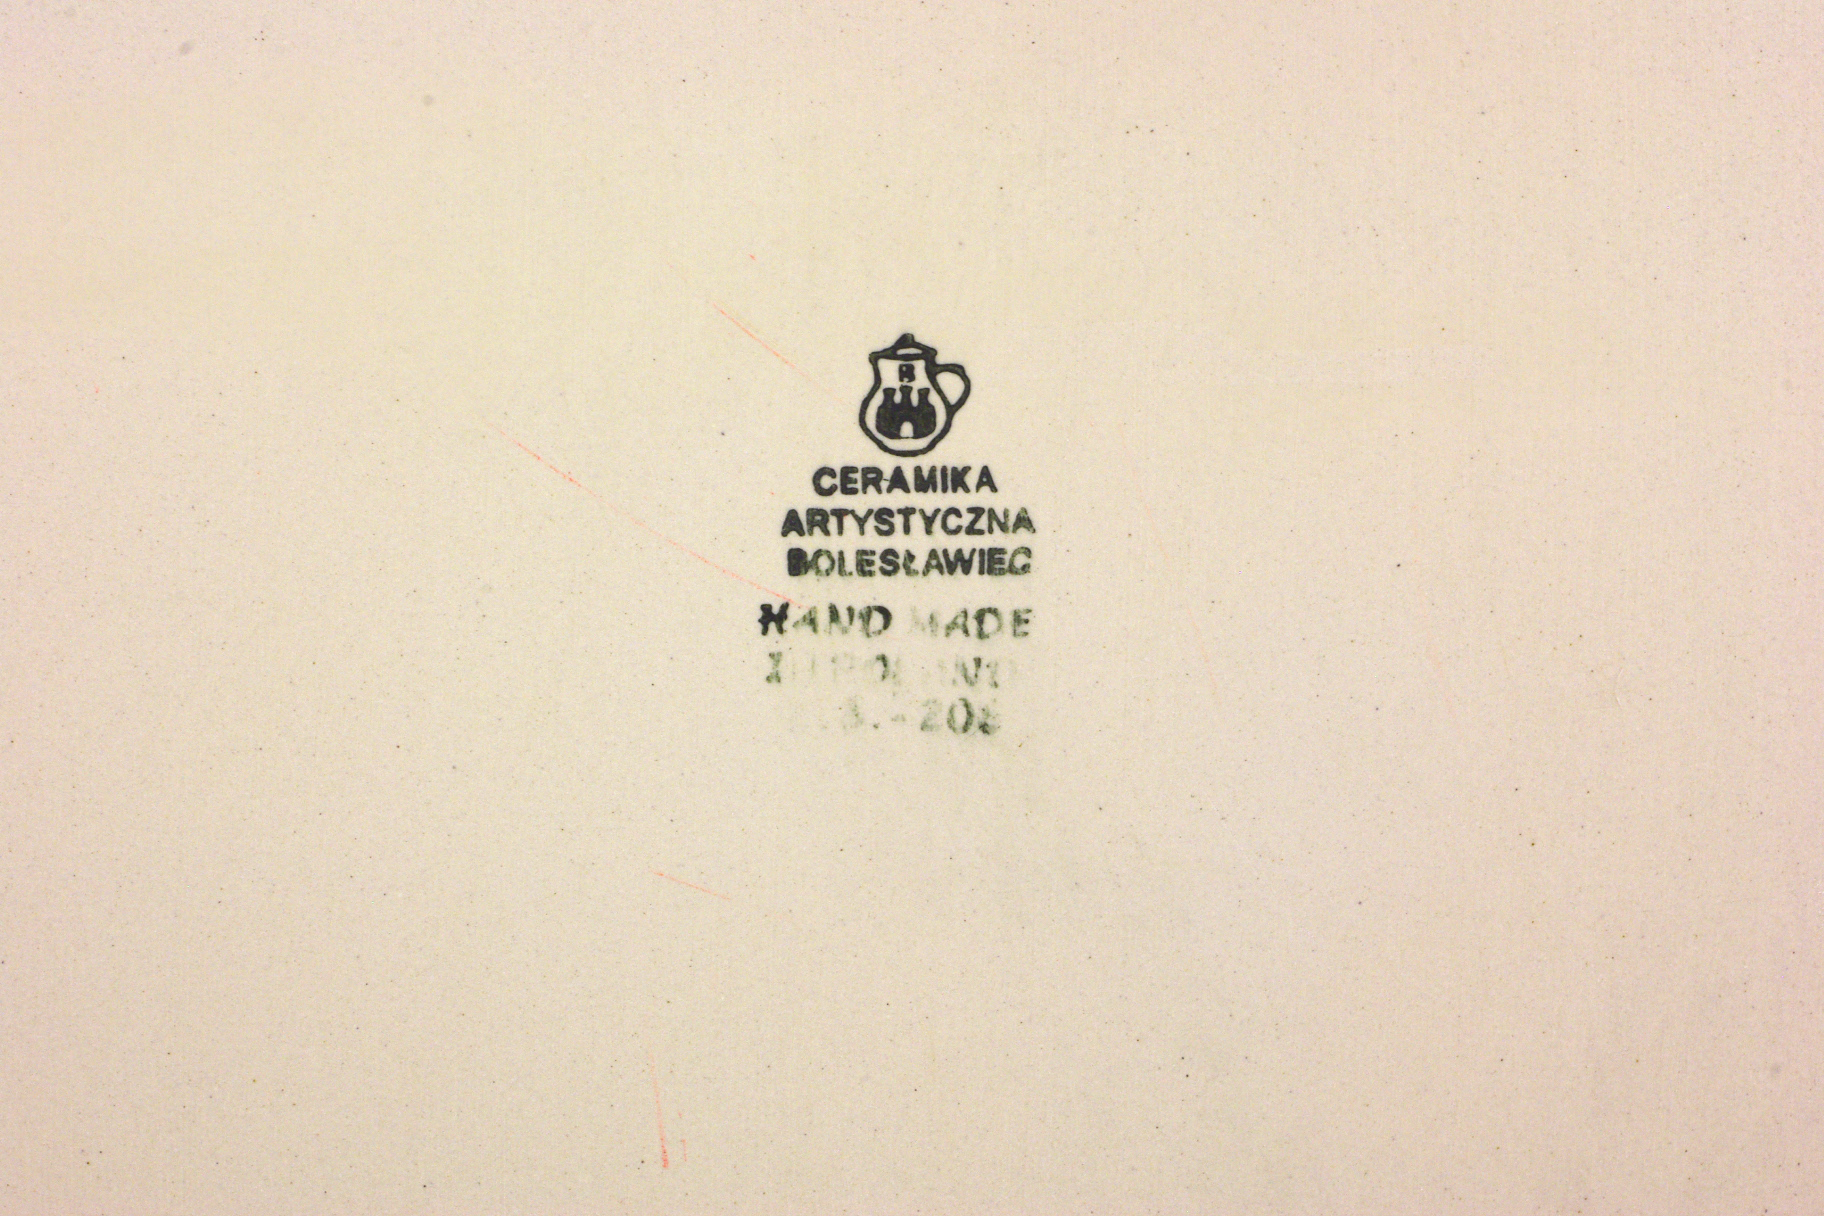 B
CERAMIKA
ARTYSTYCZNA
BOLESŁAWIEC
HAND MADE